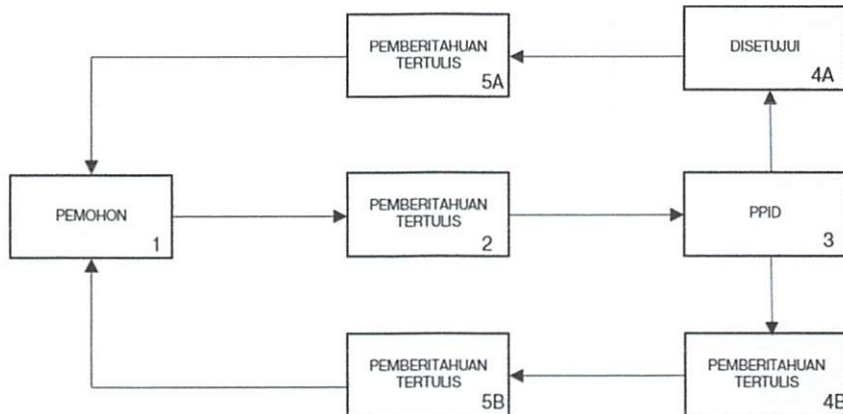 PEMBERITAHUAN
TERTULIS
5A
DISETUJUI
4A
PEMOHON
1
PEMBERITAHUAN
TERTULIS
2
PPID
3
PEMBERITAHUAN
TERTULIS
5B
PEMBERITAHUAN
TERTULIS
4B